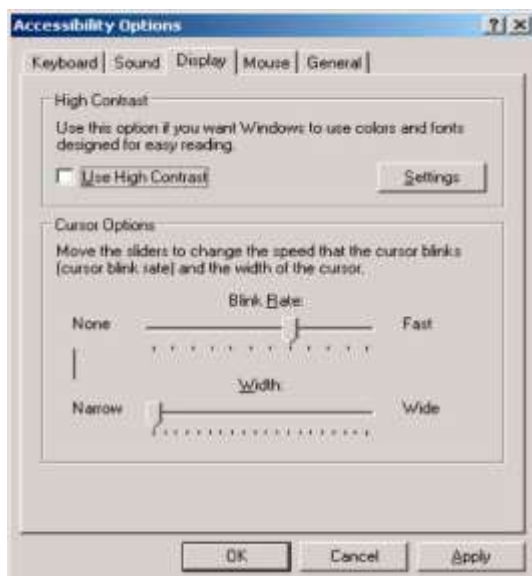 Accessibility Options
Keyboard Sound Display Mouse General
High Contrast
Use this option if you want Windows to use colors and fonts
designed for easy reading.
Use High Contrast Settings
Cursor Options
Move the sliders to change the speed that the cursor blinks
(cursor blink rate) and the width of the cursor.
Blink Rate:
None Fast
Width:
Narrow Wide
OK Cancel Apply